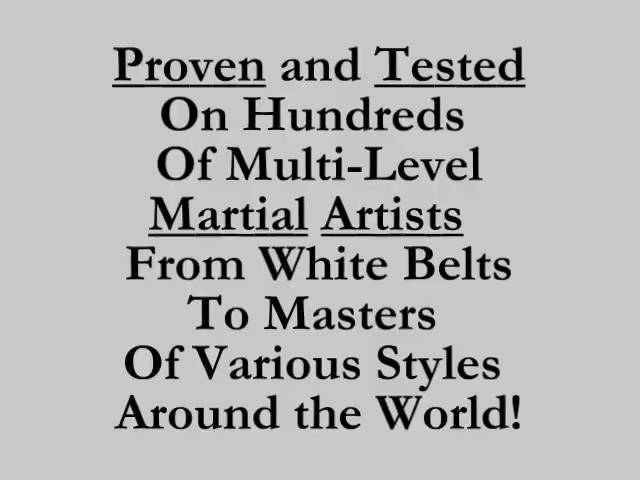 Proven and Tested
On Hundreds
Of Multi-Level
Martial Artists
From White Belts
To Masters
Of Various Styles
Around the World!